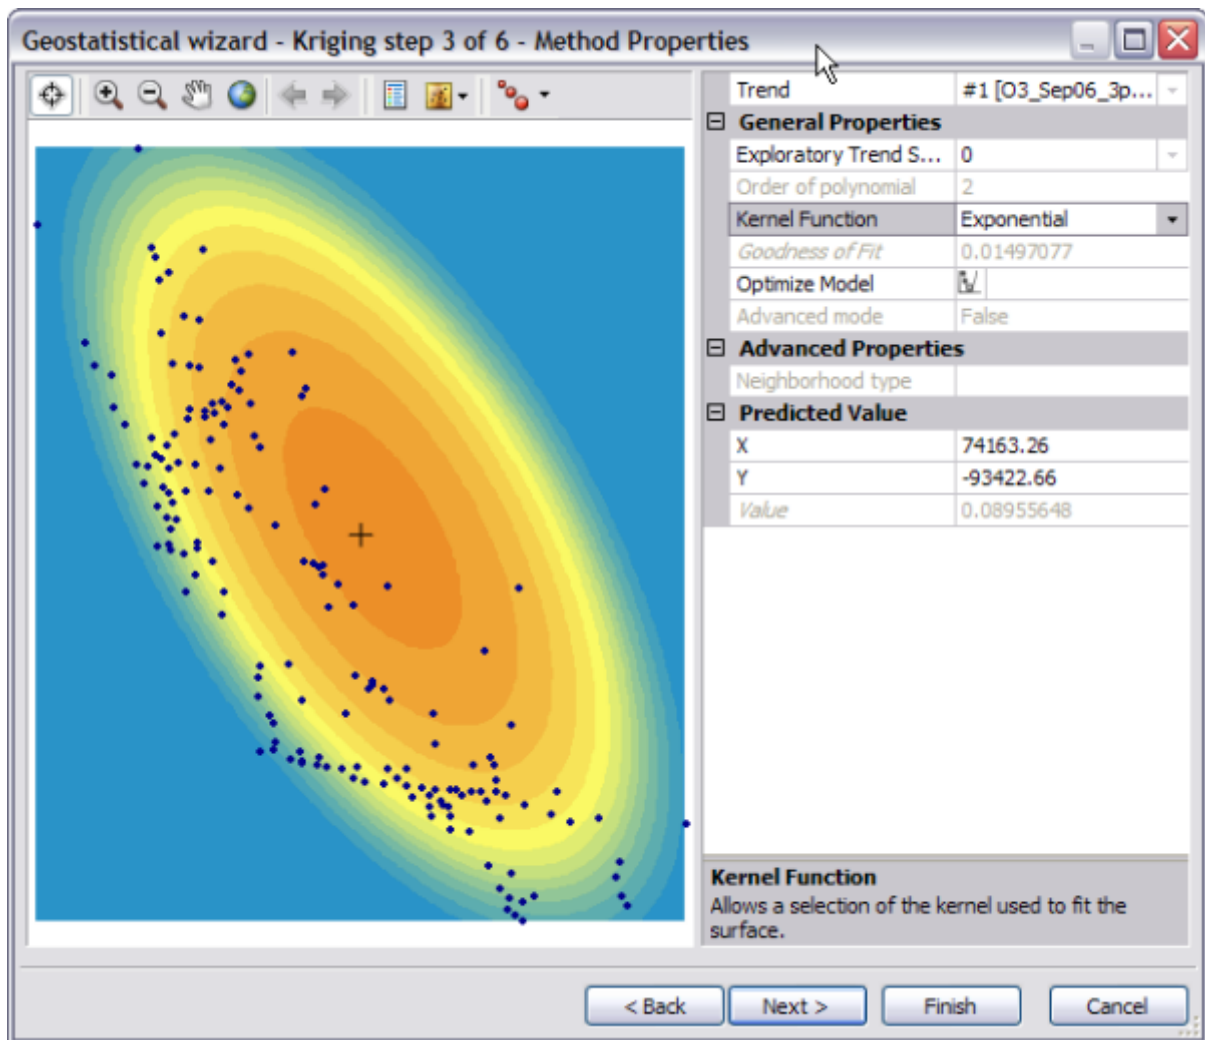 Geostatistical wizard - Kriging step 3 of 6 - Method Properties
Trend #1 [O3_Sep06_3p...
General Properties
Exploratory Trend S... 0
Order of polynomial 2
Kernel Function Exponential
Goodness of Fit 0.01497077
Optimize Model
Advanced mode False
Advanced Properties
Neighborhood type
Predicted Value
X 74163.26
Y -93422.66
Value 0.08955648
Kernel Function
Allows a selection of the kernel used to fit the
surface.
< Back Next > Finish Cancel